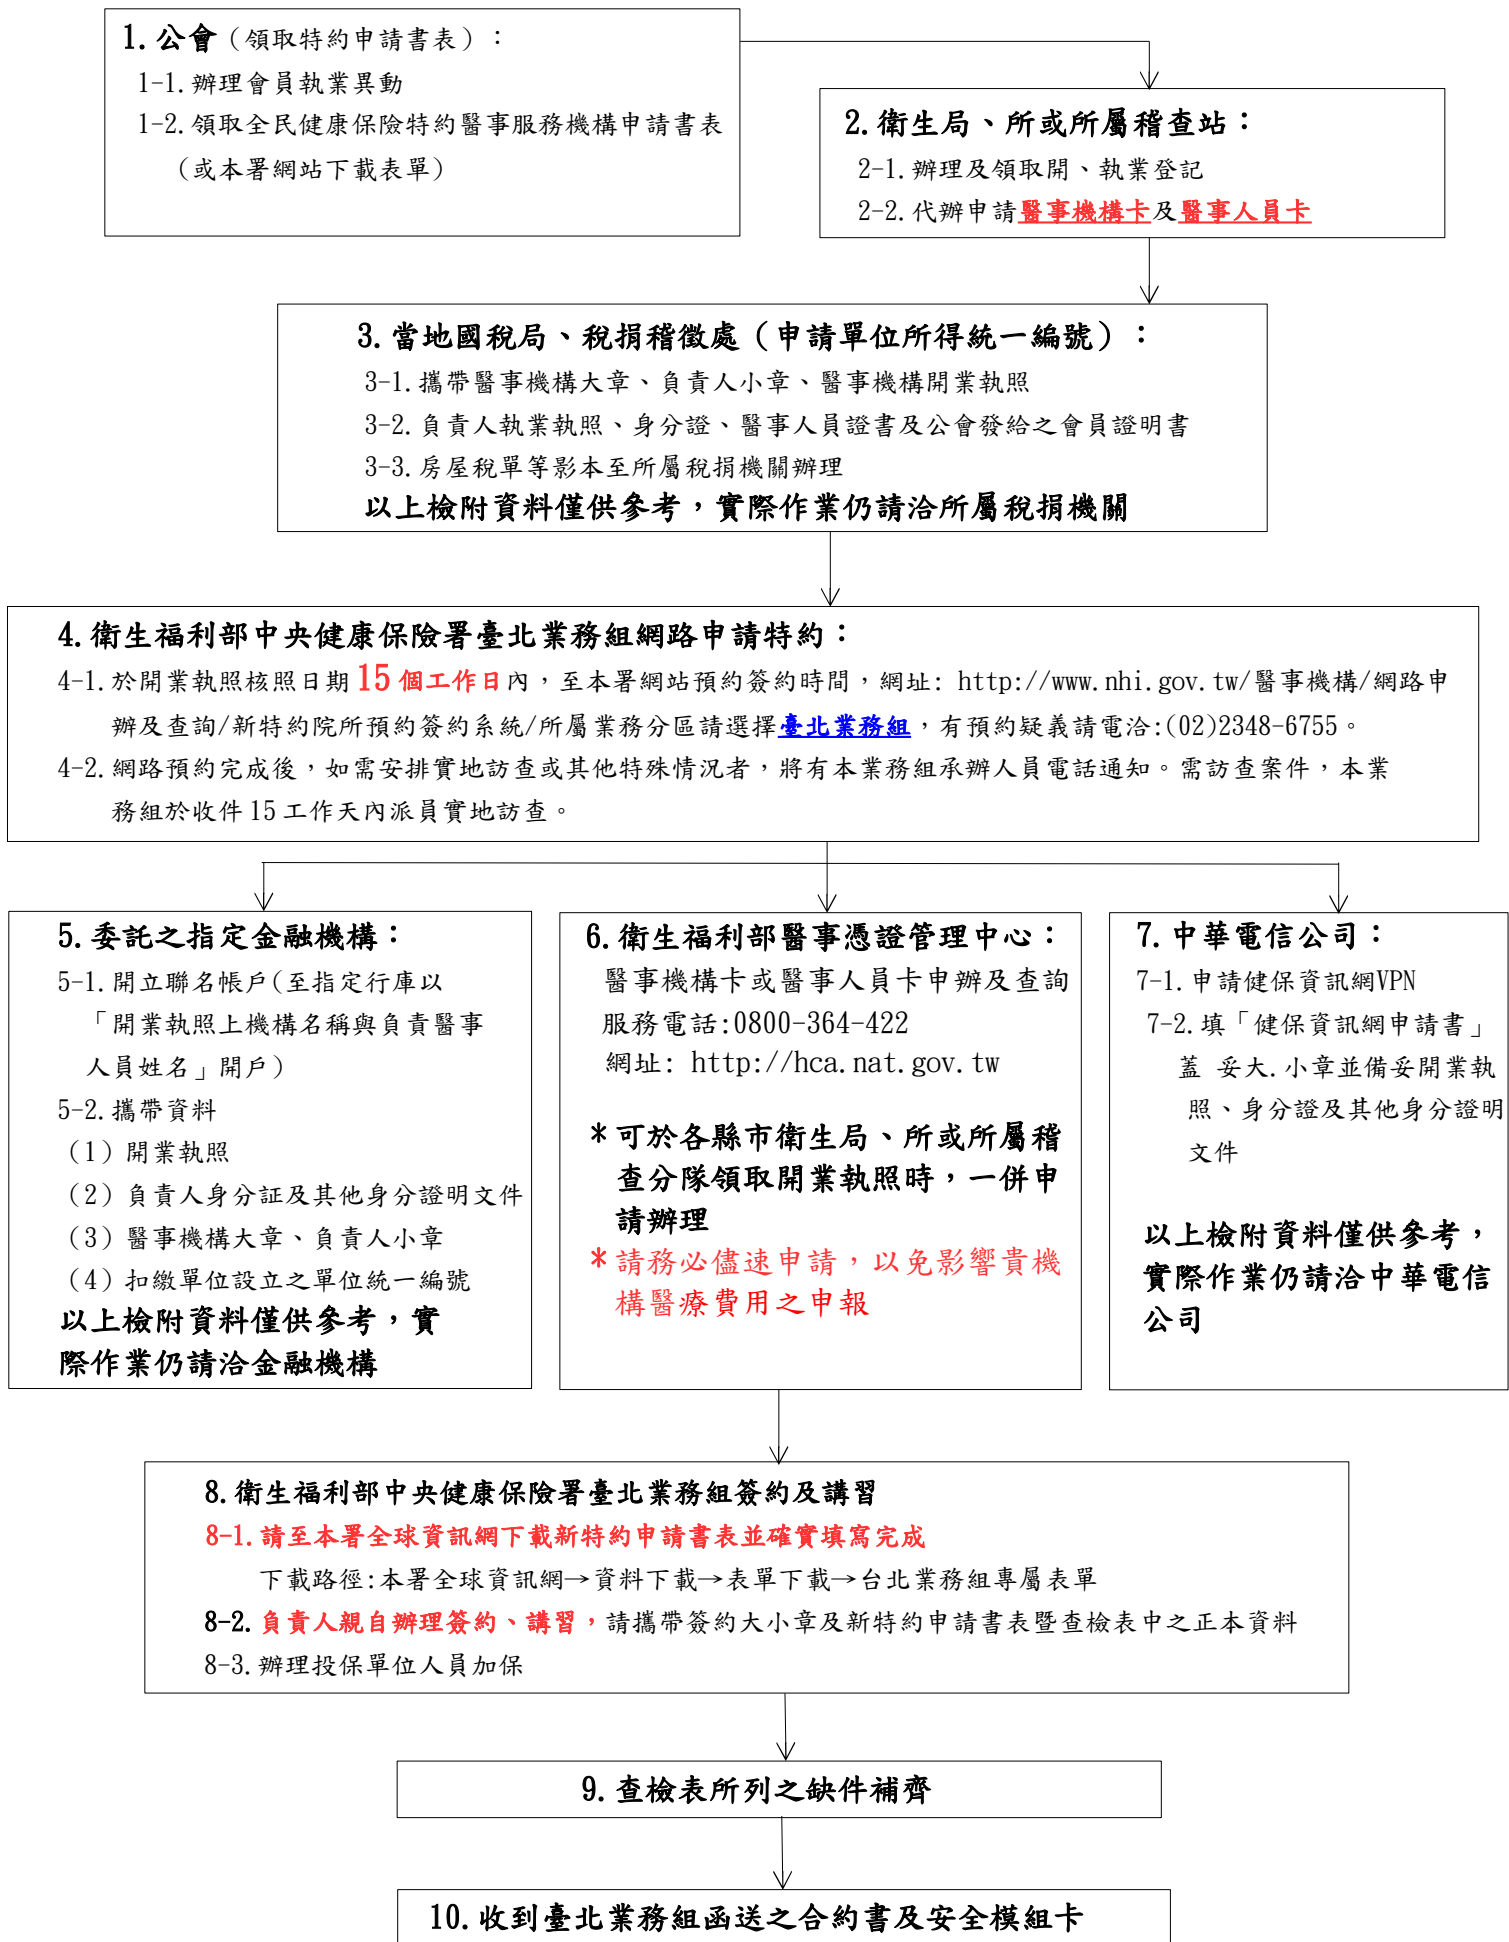 1.公會（領取特約申請書表）：
1-1.辦理會員執業異動
1-2.領取全民健康保險特約醫事服務機構申請書表
（或本署網站下載表單）
2.衛生局、所或所屬稽查站：
2-1.辦理及領取開、執業登記
2-2.代辦申請醫事機構卡及醫事人員卡
3.當地國稅局、稅捐稽徵處（申請單位所得統一編號）：
3-1.攜帶醫事機構大章、負責人小章、醫事機構開業執照
3-2.負責人執業執照、身分證、醫事人員證書及公會發給之會員證明書
3-3.房屋稅單等影本至所屬稅捐機關辦理
以上檢附資料僅供參考，實際作業仍請洽所屬稅捐機關
4.衛生福利部中央健康保險署臺北業務組網路申請特約：
4-1.於開業執照核照日期15個工作日內，至本署網站預約簽約時間，網址: http://www.nhi.gov.tw/醫事機構/網路申
辦及查詢/新特約院所預約簽約系統/所屬業務分區請選擇臺北業務組，有預約疑義請電洽:(02)2348-6755。
4-2.網路預約完成後，如需安排實地訪查或其他特殊情況者，將有本業務組承辦人員電話通知。需訪查案件，本業
務組於收件15工作天內派員實地訪查。
5.委託之指定金融機構：
5-1.開立聯名帳戶(至指定行庫以
「開業執照上機構名稱與負責醫事
人員姓名」開戶)
5-2.攜帶資料
（1）開業執照
（2）負責人身分証及其他身分證明文件
（3）醫事機構大章、負責人小章
（4）扣繳單位設立之單位統一編號
以上檢附資料僅供參考，實
際作業仍請洽金融機構
6.衛生福利部醫事憑證管理中心：
醫事機構卡或醫事人員卡申辦及查詢
服務電話:0800-364-422
網址: http://hca.nat.gov.tw
*可於各縣市衛生局、所或所屬稽
查分隊領取開業執照時，一併申
請辦理
*請務必儘速申請，以免影響貴機
構醫療費用之申報
7.中華電信公司：
7-1.申請健保資訊網VPN
7-2.填「健保資訊網申請書」
蓋 妥大.小章並備妥開業執
照、身分證及其他身分證明
文件
以上檢附資料僅供參考，
實際作業仍請洽中華電信
公司
8.衛生福利部中央健康保險署臺北業務組簽約及講習
8-1.請至本署全球資訊網下載新特約申請書表並確實填寫完成
下載路徑:本署全球資訊網→資料下載→表單下載→台北業務組專屬表單
8-2.負責人親自辦理簽約、講習，請攜帶簽約大小章及新特約申請書表暨查檢表中之正本資料
8-3.辦理投保單位人員加保
9.查檢表所列之缺件補齊
10.收到臺北業務組函送之合約書及安全模組卡